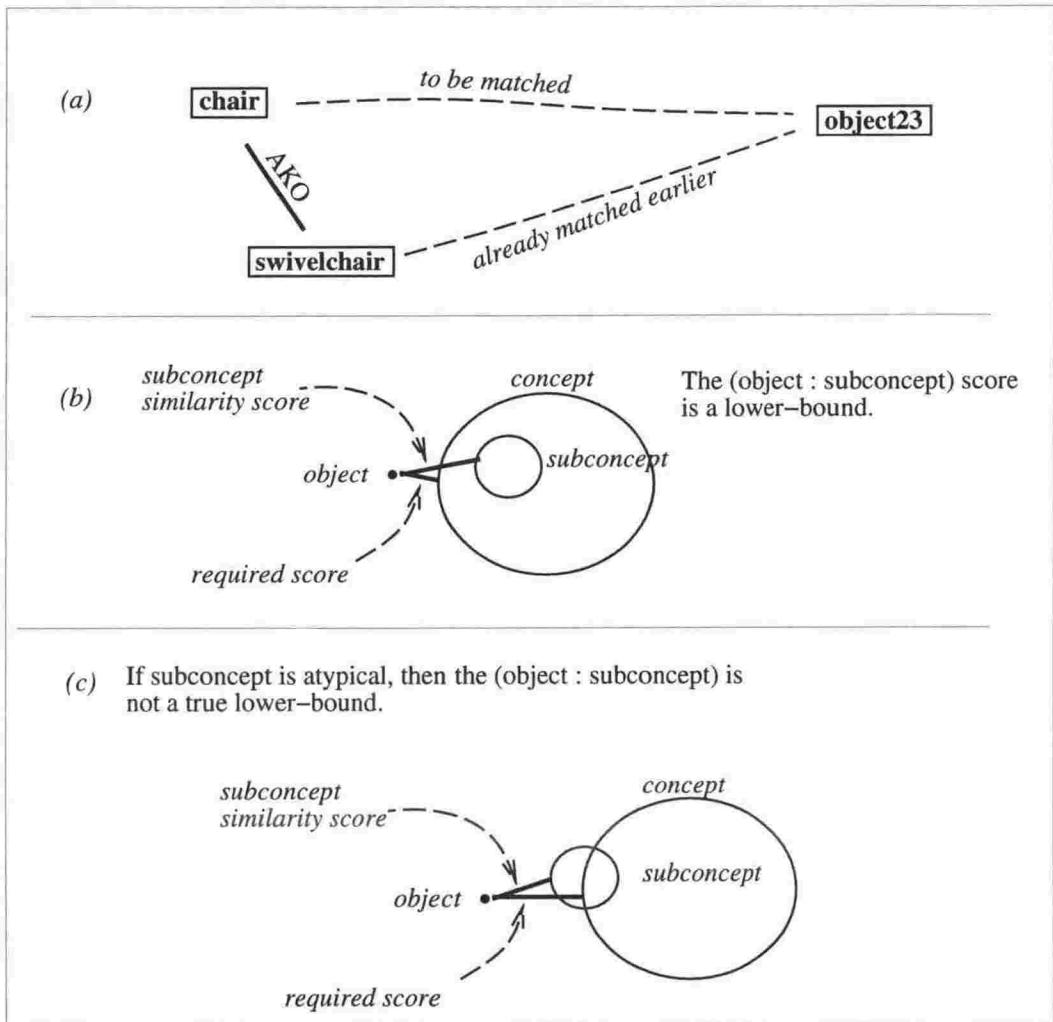 (a)
chair
to be matched
object23
AKO
swivelchair
already matched earlier
(b)
subconcept
similarity score
concept
The (object : subconcept) score
is a lower–bound.
object
subconcept
required score
(c) If subconcept is atypical, then the (object : subconcept) is
not a true lower–bound.
subconcept
similarity score
concept
subconcept
object
required score